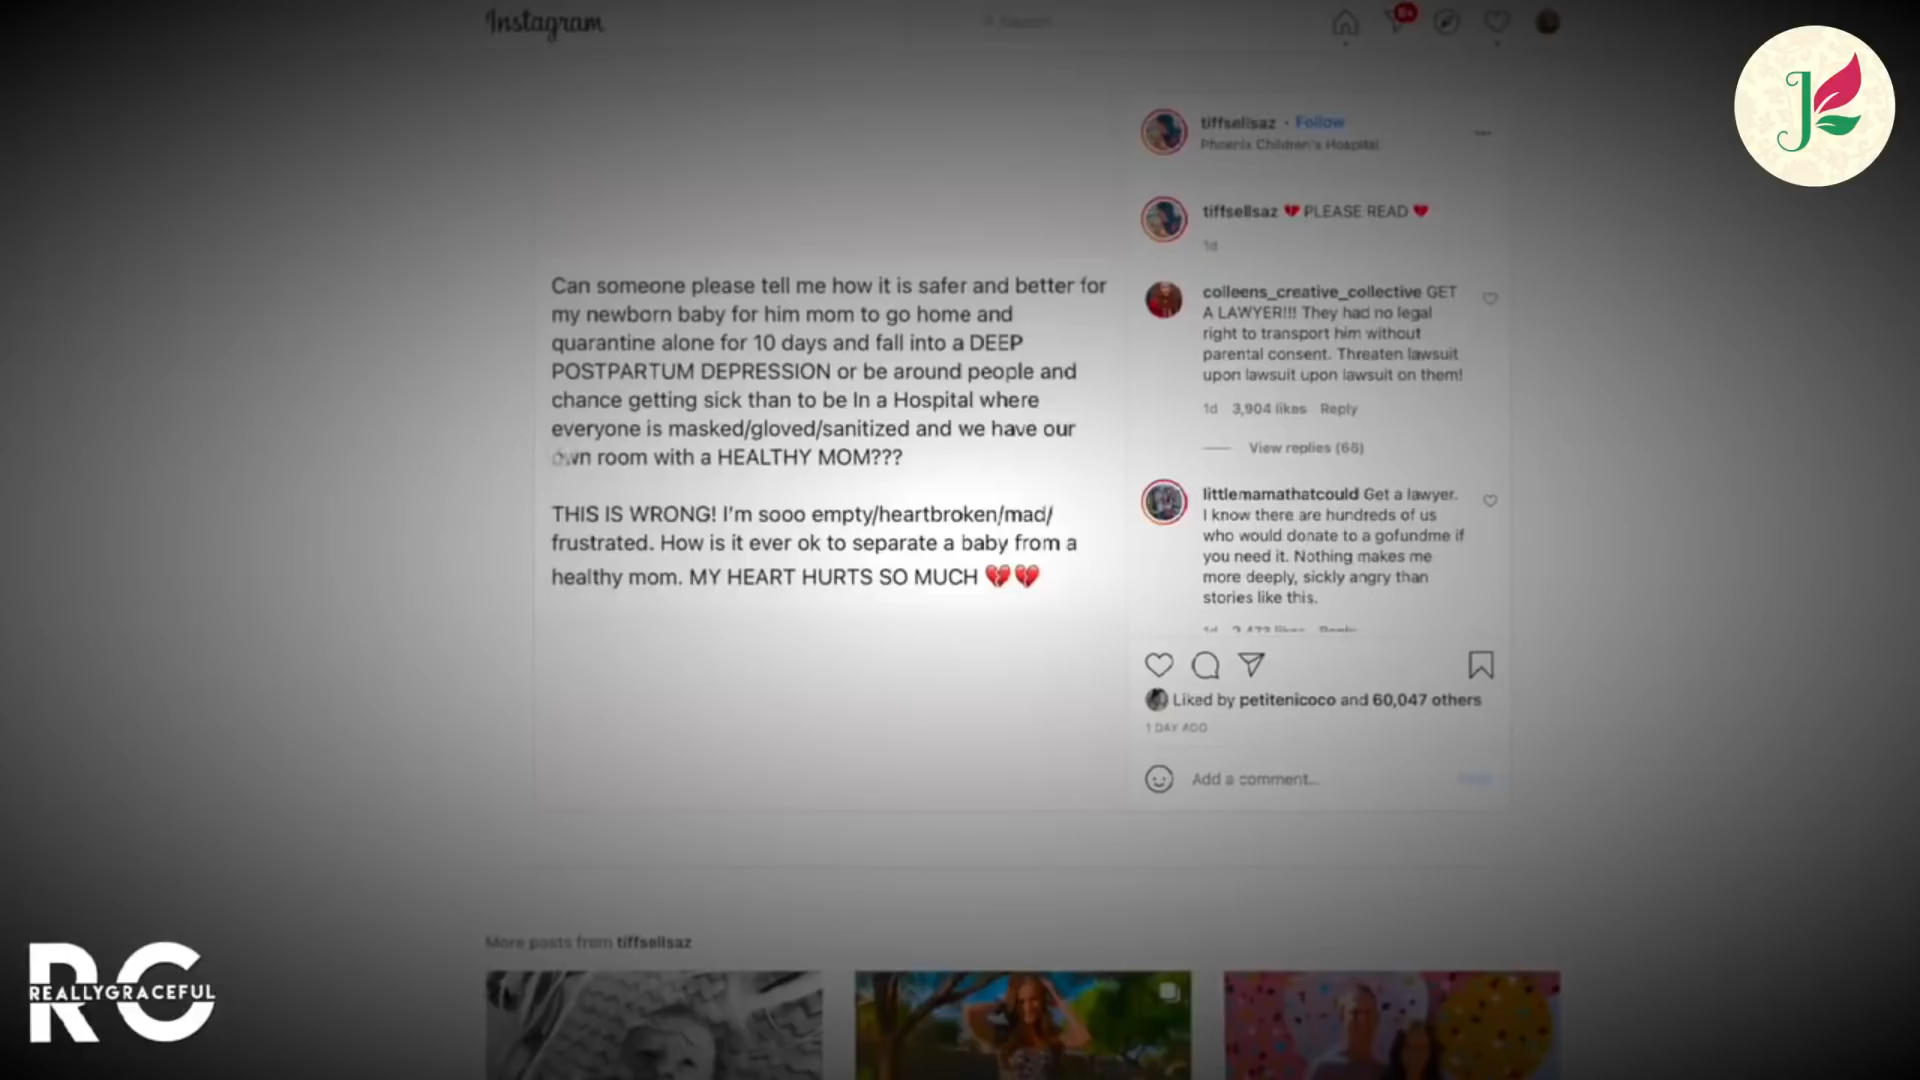 Instagram
Search
tiffsellsaz • Follow
Phoenix Children's Hospital
tiffsellsaz 💔 PLEASE READ 💔
1d
Can someone please tell me how it is safer and better for
my newborn baby for him mom to go home and
quarantine alone for 10 days and fall into a DEEP
POSTPARTUM DEPRESSION or be around people and
chance getting sick than to be In a Hospital where
everyone is masked/gloved/sanitized and we have our
own room with a HEALTHY MOM???
THIS IS WRONG! I'm sooo empty/heartbroken/mad/
frustrated. How is it ever ok to separate a baby from a
healthy mom. MY HEART HURTS SO MUCH 💔💔
colleens_creative_collective GET
A LAWYER!!! They had no legal
right to transport him without
parental consent. Threaten lawsuit
upon lawsuit upon lawsuit on them!
1d 3,904 likes Reply
View replies (66)
littlemamathatcould Get a lawyer.
I know there are hundreds of us
who would donate to a gofundme if
you need it. Nothing makes me
more deeply, sickly angry than
stories like this.
Liked by petitenicoco and 60,047 others
1 DAY AGO
Add a comment...
More posts from tiffsellsaz
RG
REALLYGRACEFUL
J